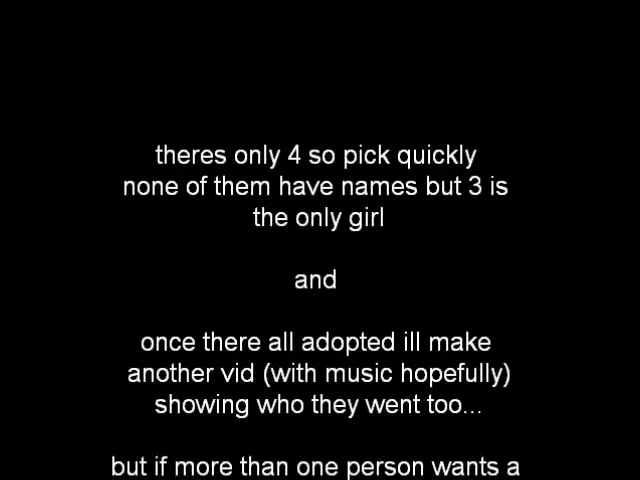 theres only 4 so pick quickly
none of them have names but 3 is
the only girl
and
once there all adopted ill make
another vid (with music hopefully)
showing who they went too...
but if more than one person wants a